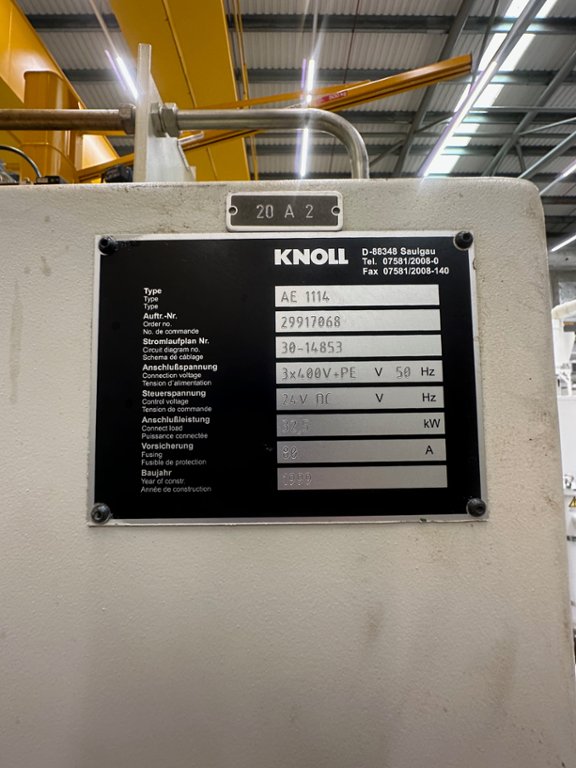 20 A 2
KNOLL
D-88348 Saulgau
Tel. 07581/2008-0
Fax 07581/2008-140
Type
Type
Type
AE 1114
Auftr.-Nr.
Order no.
No. de commande
29917068
Stromlaufplan Nr.
Circuit diagram no.
Schema de câblage
30-14853
Anschlußspannung
Connection voltage
Tension d'alimentation
3x400V+PE V 50 Hz
Steuerspannung
Control voltage
Tension de commande
24V DC V Hz
Anschlußleistung
Connect load
Puissance connectée
37,5 kW
Vorsicherung
Fusing
Fusible de protection
80 A
Baujahr
Year of constr.
Année de construction
1999